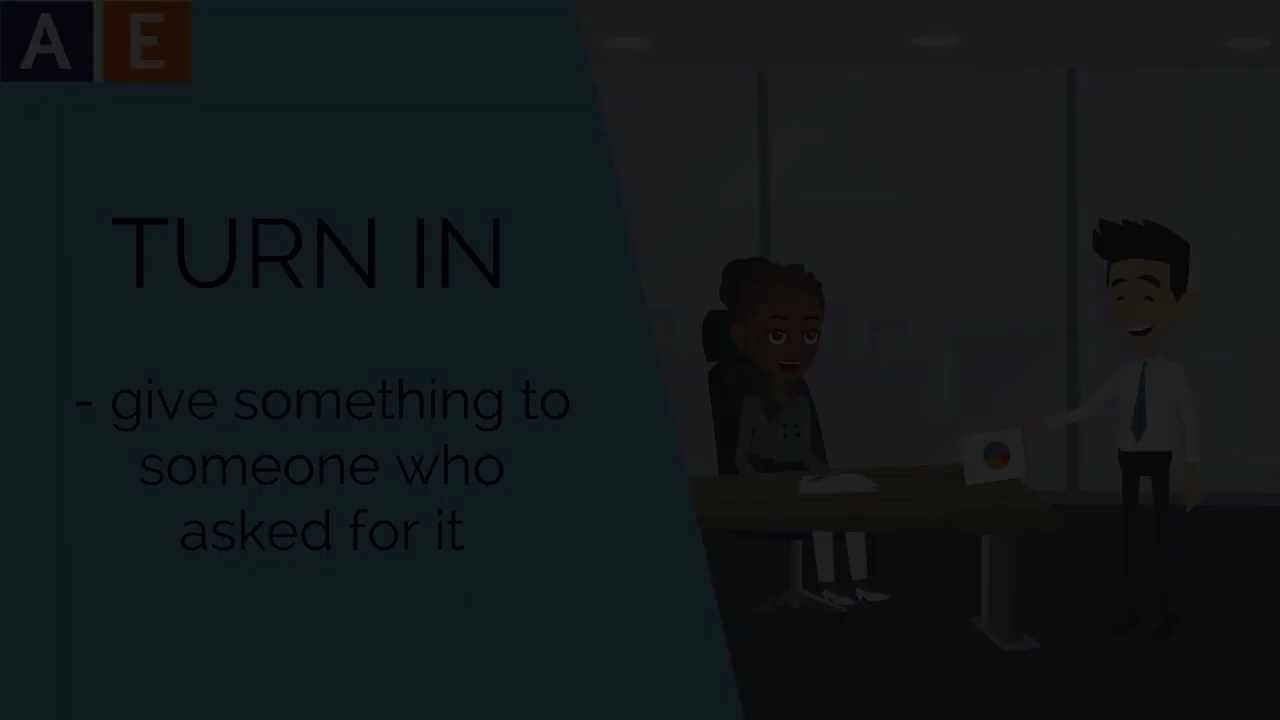 A E
TURN IN
- give something to
someone who
asked for it